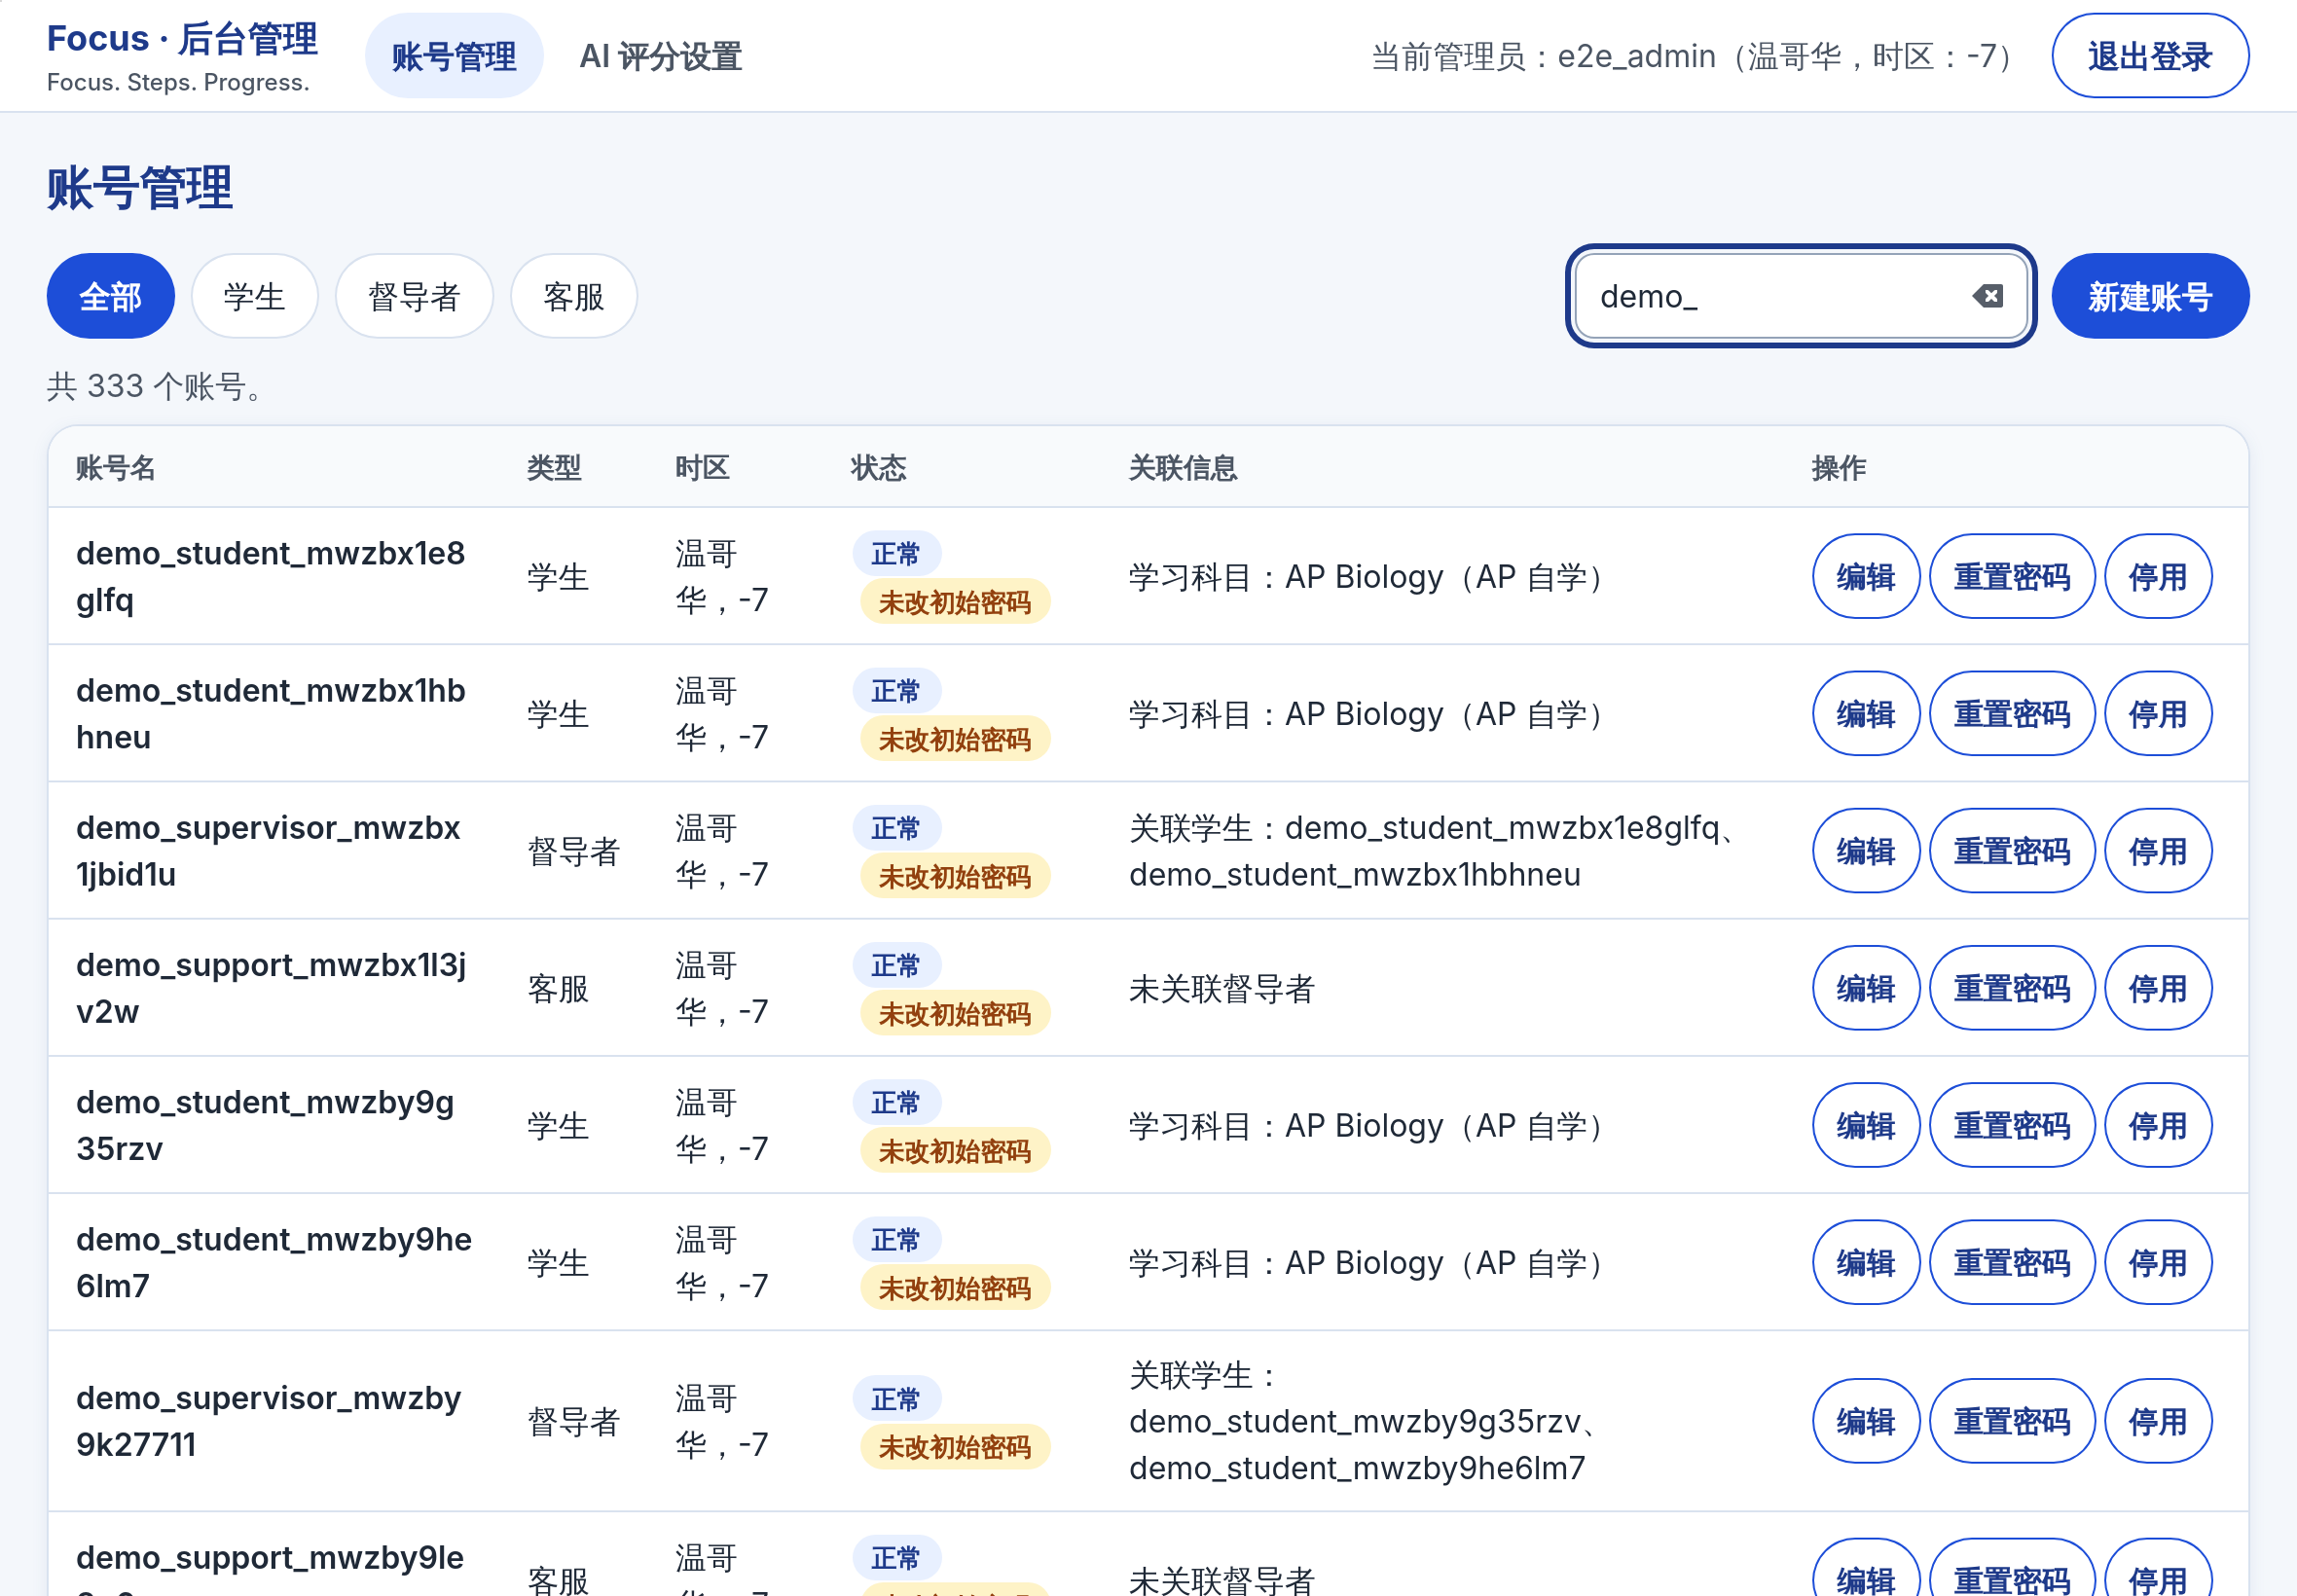 Focus · 后台管理
Focus. Steps. Progress.
账号管理
AI 评分设置
当前管理员：e2e_admin（温哥华，时区：-7）
退出登录
账号管理
全部
学生
督导者
客服
demo_
新建账号
共 333 个账号。
账号名 类型 时区 状态 关联信息 操作
demo_student_mwzbx1e8
glfq
学生
温哥
华，-7
正常
未改初始密码
学习科目：AP Biology（AP 自学）
编辑 重置密码 停用
demo_student_mwzbx1hb
hneu
学生
温哥
华，-7
正常
未改初始密码
学习科目：AP Biology（AP 自学）
编辑 重置密码 停用
demo_supervisor_mwzbx
1jbid1u
督导者
温哥
华，-7
正常
未改初始密码
关联学生：demo_student_mwzbx1e8glfq、
demo_student_mwzbx1hbhneu
编辑 重置密码 停用
demo_support_mwzbx1l3j
v2w
客服
温哥
华，-7
正常
未改初始密码
未关联督导者
编辑 重置密码 停用
demo_student_mwzby9g
35rzv
学生
温哥
华，-7
正常
未改初始密码
学习科目：AP Biology（AP 自学）
编辑 重置密码 停用
demo_student_mwzby9he
6lm7
学生
温哥
华，-7
正常
未改初始密码
学习科目：AP Biology（AP 自学）
编辑 重置密码 停用
demo_supervisor_mwzby
9k27711
督导者
温哥
华，-7
正常
未改初始密码
关联学生：
demo_student_mwzby9g35rzv、
demo_student_mwzby9he6lm7
编辑 重置密码 停用
demo_support_mwzby9le
客服
温哥
正常
未关联督导者
编辑 重置密码 停用